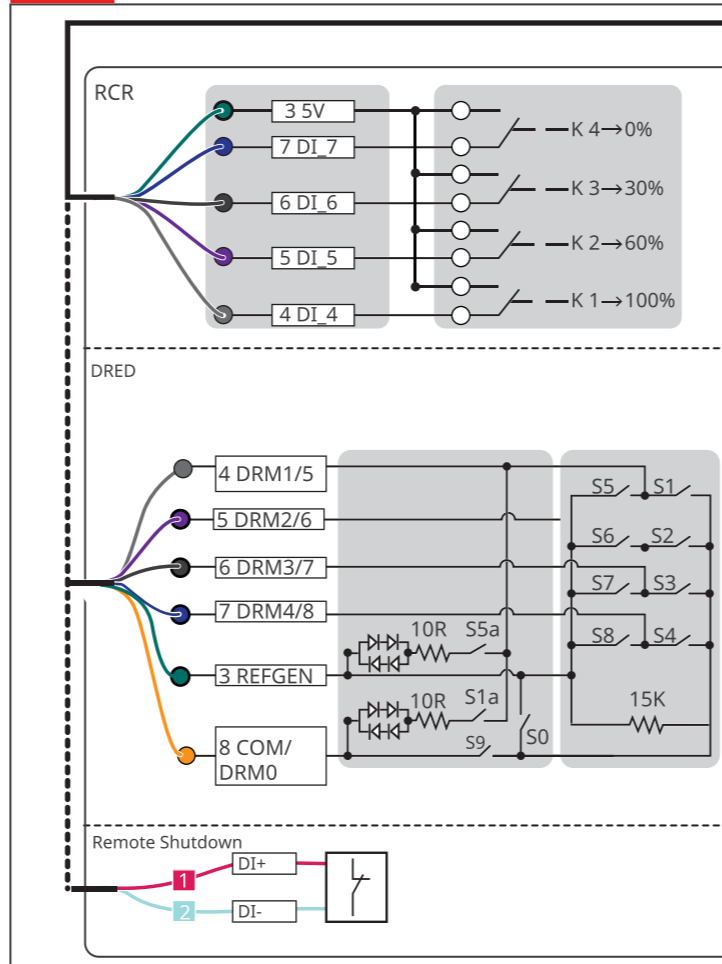 RCR
3 5V
7 DI_7
K 4→0%
6 DI_6
K 3→30%
5 DI_5
K 2→60%
4 DI_4
K 1→100%
DRED
4 DRM1/5
S5 S1
5 DRM2/6
S6 S2
6 DRM3/7
S7 S3
7 DRM4/8
10R S5a
S8 S4
3 REFGEN
10R S1a
15K
8 COM/
DRM0
S9
S0
Remote Shutdown
1
DI+
2
DI-